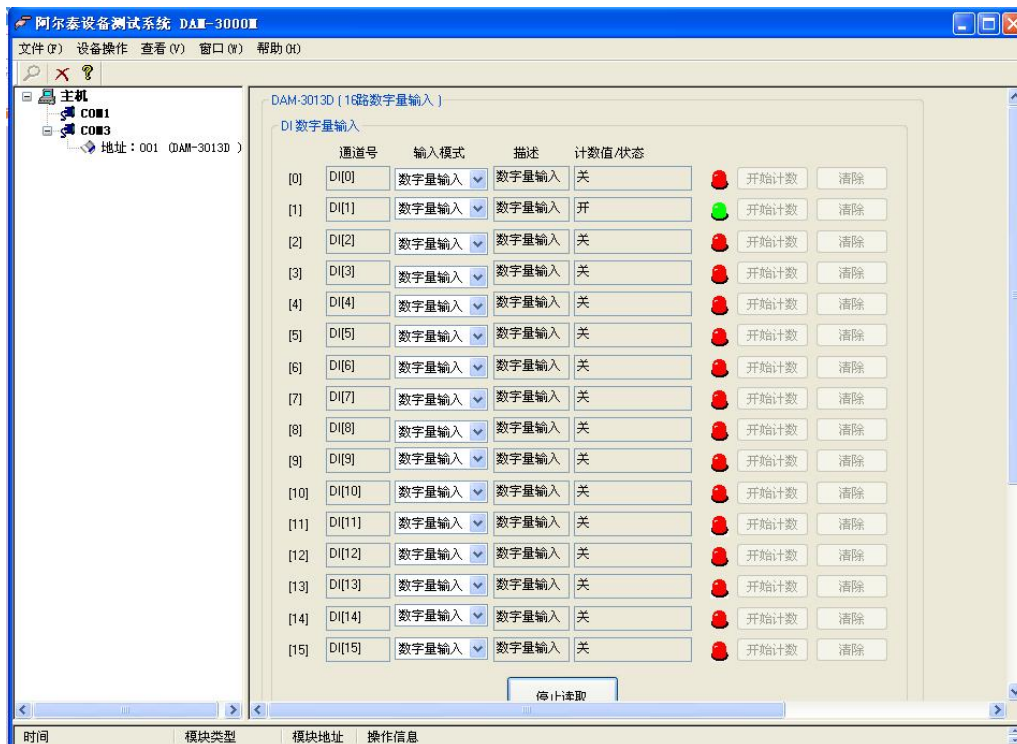 阿尔泰设备测试系统 DAM-3000M
文件(F) 设备操作 查看(V) 窗口(W) 帮助(H)
主机
COM1
COM3
地址：001 (DAM-3013D )
DAM-3013D ( 16路数字量输入 )
DI 数字量输入
通道号 输入模式 描述 计数值/状态
[0] DI[0] 数字量输入 数字量输入 关 开始计数 清除
[1] DI[1] 数字量输入 数字量输入 开 开始计数 清除
[2] DI[2] 数字量输入 数字量输入 关 开始计数 清除
[3] DI[3] 数字量输入 数字量输入 关 开始计数 清除
[4] DI[4] 数字量输入 数字量输入 关 开始计数 清除
[5] DI[5] 数字量输入 数字量输入 关 开始计数 清除
[6] DI[6] 数字量输入 数字量输入 关 开始计数 清除
[7] DI[7] 数字量输入 数字量输入 关 开始计数 清除
[8] DI[8] 数字量输入 数字量输入 关 开始计数 清除
[9] DI[9] 数字量输入 数字量输入 关 开始计数 清除
[10] DI[10] 数字量输入 数字量输入 关 开始计数 清除
[11] DI[11] 数字量输入 数字量输入 关 开始计数 清除
[12] DI[12] 数字量输入 数字量输入 关 开始计数 清除
[13] DI[13] 数字量输入 数字量输入 关 开始计数 清除
[14] DI[14] 数字量输入 数字量输入 关 开始计数 清除
[15] DI[15] 数字量输入 数字量输入 关 开始计数 清除
停止读取
时间 模块类型 模块地址 操作信息